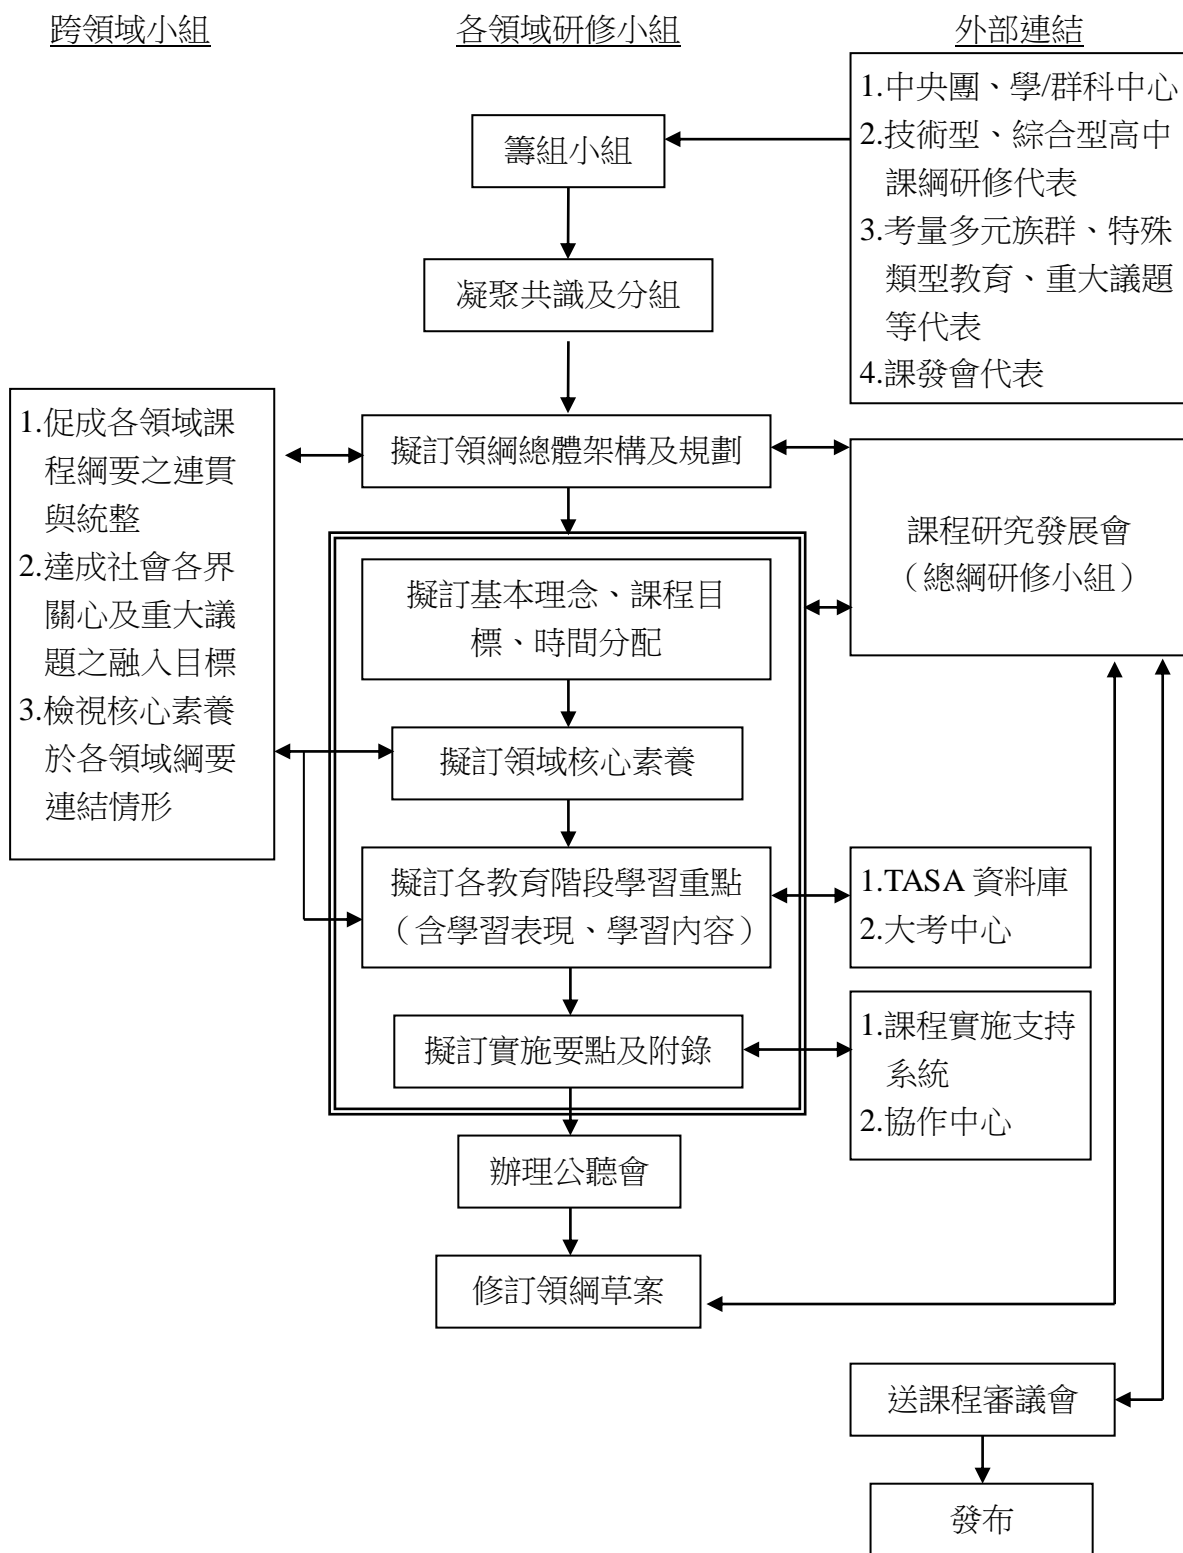 跨領域小組
各領域研修小組
外部連結
1.中央團、學/群科中心
2.技術型、綜合型高中
課綱研修代表
3.考量多元族群、特殊
類型教育、重大議題
等代表
4.課發會代表
籌組小組
凝聚共識及分組
1.促成各領域課
程綱要之連貫
與統整
2.達成社會各界
關心及重大議
題之融入目標
3.檢視核心素養
於各領域綱要
連結情形
擬訂領綱總體架構及規劃
課程研究發展會
（總綱研修小組）
擬訂基本理念、課程目
標、時間分配
擬訂領域核心素養
擬訂各教育階段學習重點
（含學習表現、學習內容）
1.TASA 資料庫
2.大考中心
擬訂實施要點及附錄
1.課程實施支持
系統
2.協作中心
辦理公聽會
修訂領綱草案
送課程審議會
發布